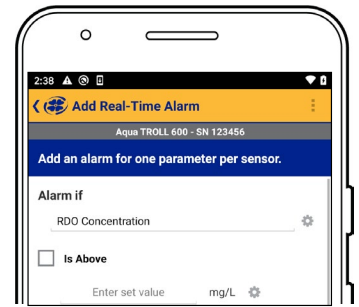 2:38
Add Real-Time Alarm
Aqua TROLL 600 - SN 123456
Add an alarm for one parameter per sensor.
Alarm if
RDO Concentration
Is Above
Enter set value mg/L